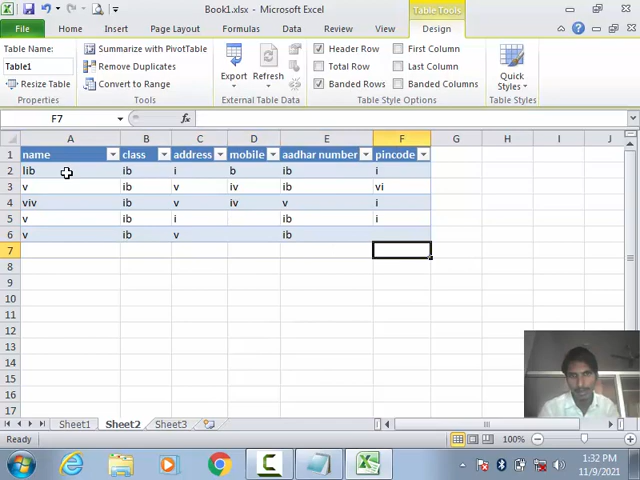 Book1.xlsx - Microsoft Excel
Table Tools
File Home Insert Page Layout Formulas Data Review View Design
Table Name:
Table1
Resize Table
Properties
Summarize with PivotTable
Remove Duplicates
Convert to Range
Tools
Export Refresh
External Table Data
Header Row First Column
Total Row Last Column
Banded Rows Banded Columns
Table Style Options
Quick Styles
Table Styles
F7 fx
A B C D E F G H I J
1 name class address mobile aadhar number pincode
2 lib ib i b ib i
3 v ib v iv ib vi
4 viv ib v iv v i
5 v ib i ib i
6 v ib v ib
7
8
9
10
11
12
13
14
15
16
17
Sheet1 Sheet2 Sheet3
Ready 100%
1:32 PM
11/9/2021